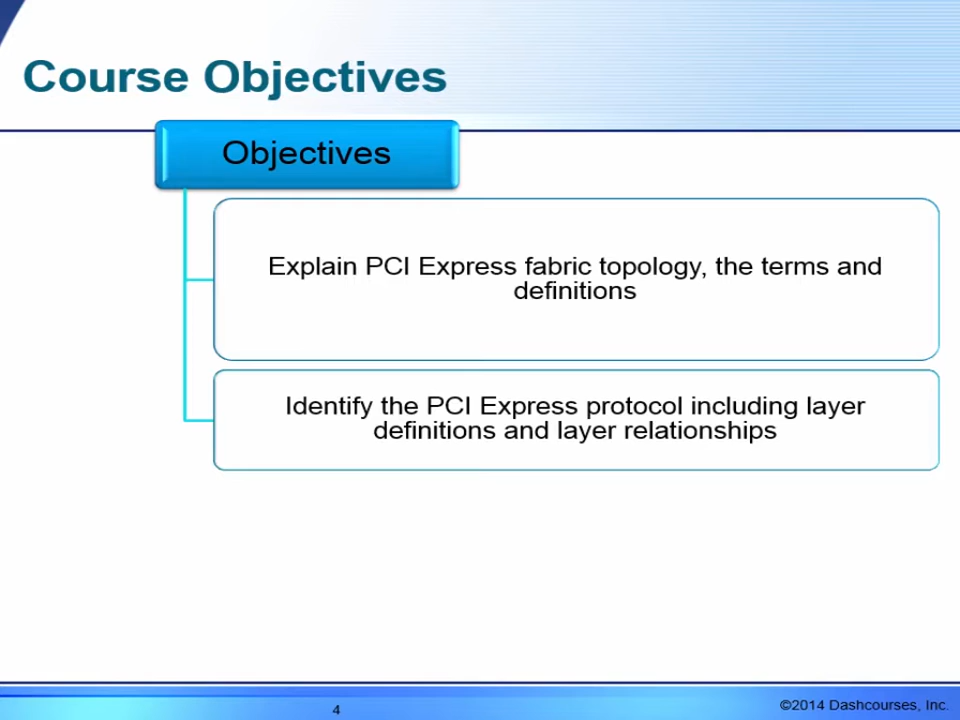 Course Objectives
Objectives
Explain PCI Express fabric topology, the terms and
definitions
Identify the PCI Express protocol including layer
definitions and layer relationships
4
©2014 Dashcourses, Inc.